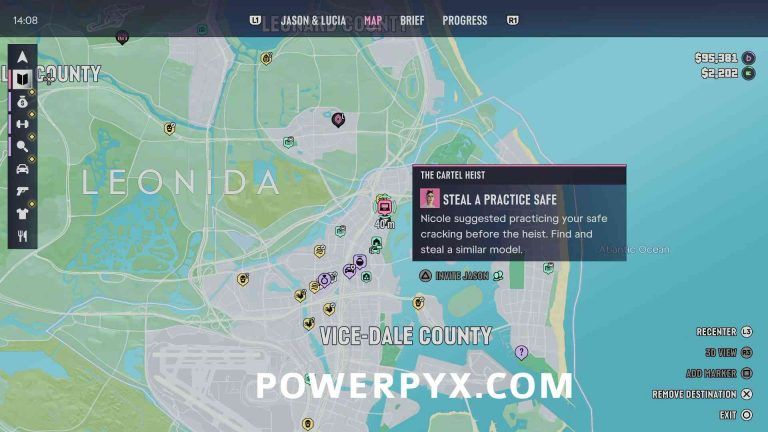 14:08
L1 JASON & LUCIA MAP BRIEF PROGRESS R1
LEONARD COUNTY
L COUNTY
$95,381
$2,202
LEONIDA
THE CARTEL HEIST
STEAL A PRACTICE SAFE
Nicole suggested practicing your safe
cracking before the heist. Find and
steal a similar model.
40 m
Atlantic Ocean
INVITE JASON
VICE-DALE COUNTY
?
RECENTER L3
3D VIEW R3
ADD MARKER
REMOVE DESTINATION
EXIT
POWERPYX.COM